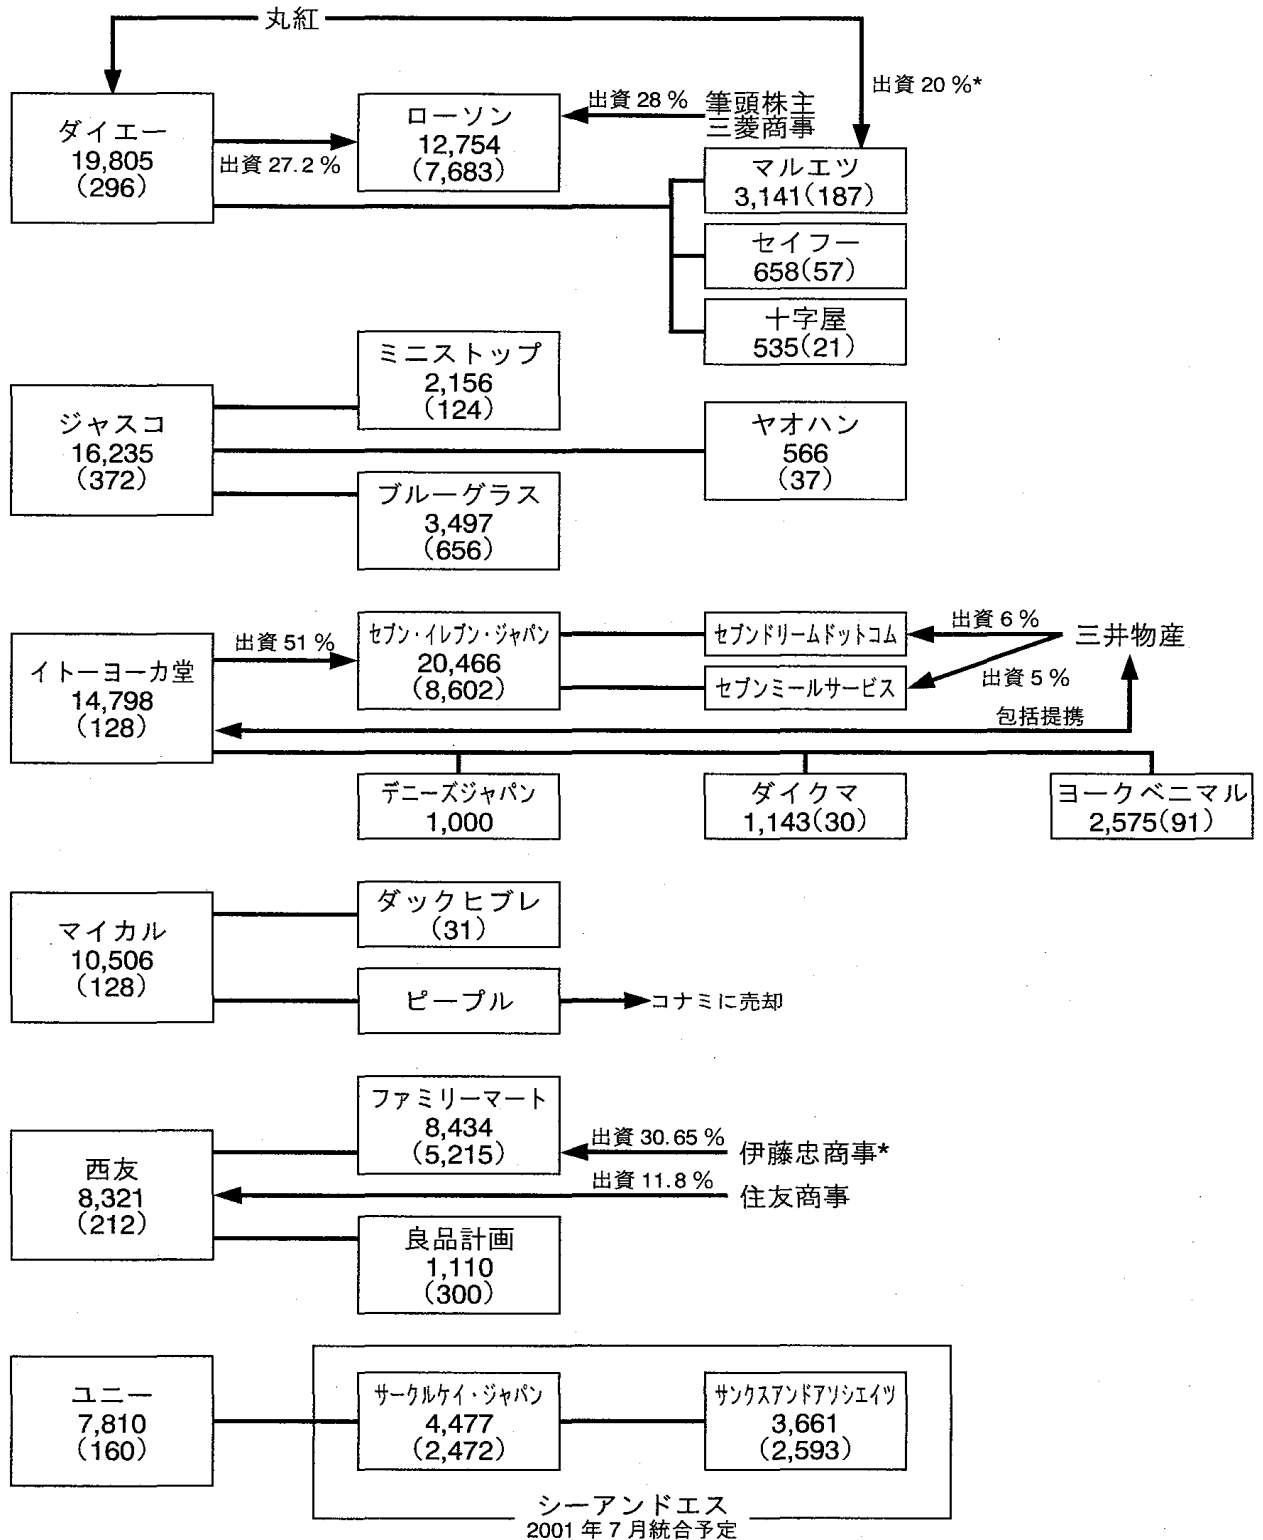 丸紅
出資 20 %*
ダイエー
19,805
(296)
出資 27.2 %
ローソン
12,754
(7,683)
出資 28 %
筆頭株主
三菱商事
マルエツ
3,141(187)
セイフー
658(57)
十字屋
535(21)
ジャスコ
16,235
(372)
ミニストップ
2,156
(124)
ヤオハン
566
(37)
ブルーグラス
3,497
(656)
イトーヨーカ堂
14,798
(128)
出資 51 %
セブン・イレブン・ジャパン
20,466
(8,602)
セブンドリームドットコム
セブンミールサービス
出資 6 %
出資 5 %
三井物産
包括提携
デニーズジャパン
1,000
ダイクマ
1,143(30)
ヨークベニマル
2,575(91)
マイカル
10,506
(128)
ダックヒブレ
(31)
ピープル
コナミに売却
西友
8,321
(212)
ファミリーマート
8,434
(5,215)
出資 30.65 %
伊藤忠商事*
出資 11.8 %
住友商事
良品計画
1,110
(300)
ユニー
7,810
(160)
サークルケイ・ジャパン
4,477
(2,472)
サンクスアンドアソシエイツ
3,661
(2,593)
シーアンドエス
2001 年 7 月統合予定